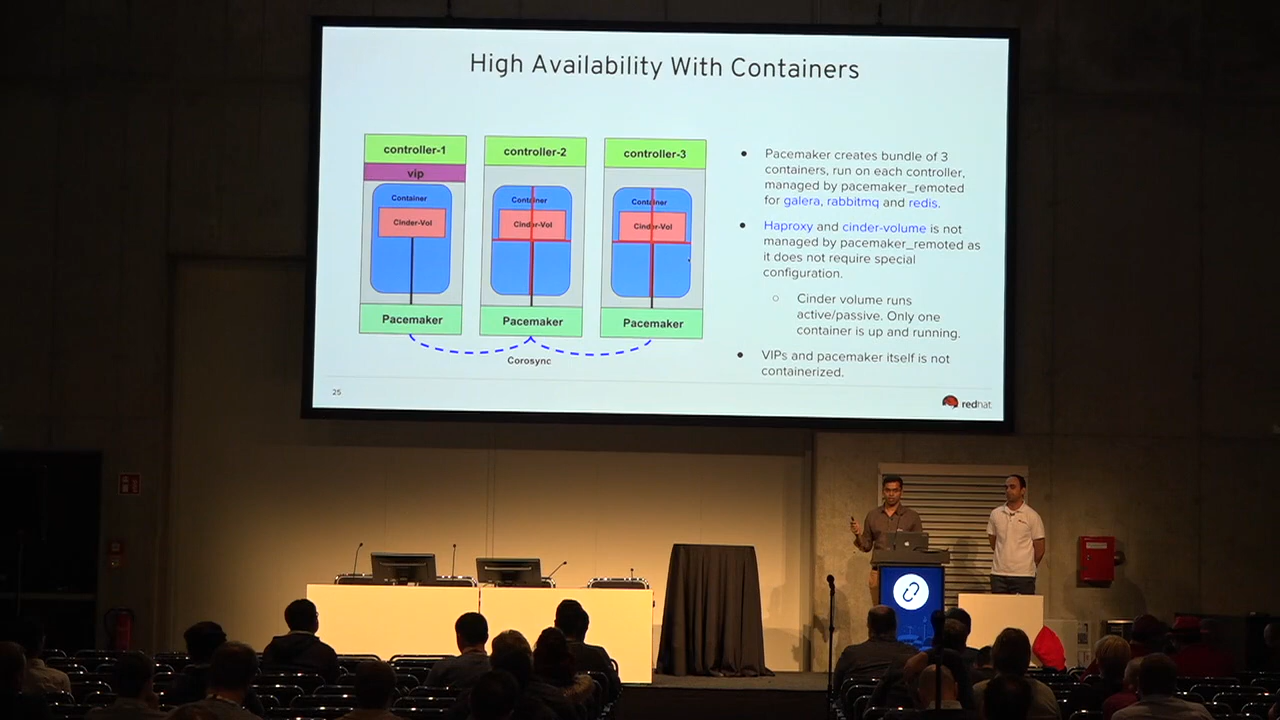 High Availability With Containers
controller-1
vip
Container
Cinder-Vol
Pacemaker
controller-2
Container
Cinder-Vol
Pacemaker
controller-3
Container
Cinder-Vol
Pacemaker
Corosync
Pacemaker creates bundle of 3
containers, run on each controller,
managed by pacemaker_remoted
for galera, rabbitmq and redis.
Haproxy and cinder-volume is not
managed by pacemaker_remoted as
it does not require special
configuration.
Cinder volume runs
active/passive. Only one
container is up and running.
VIPs and pacemaker itself is not
containerized.
25
redhat